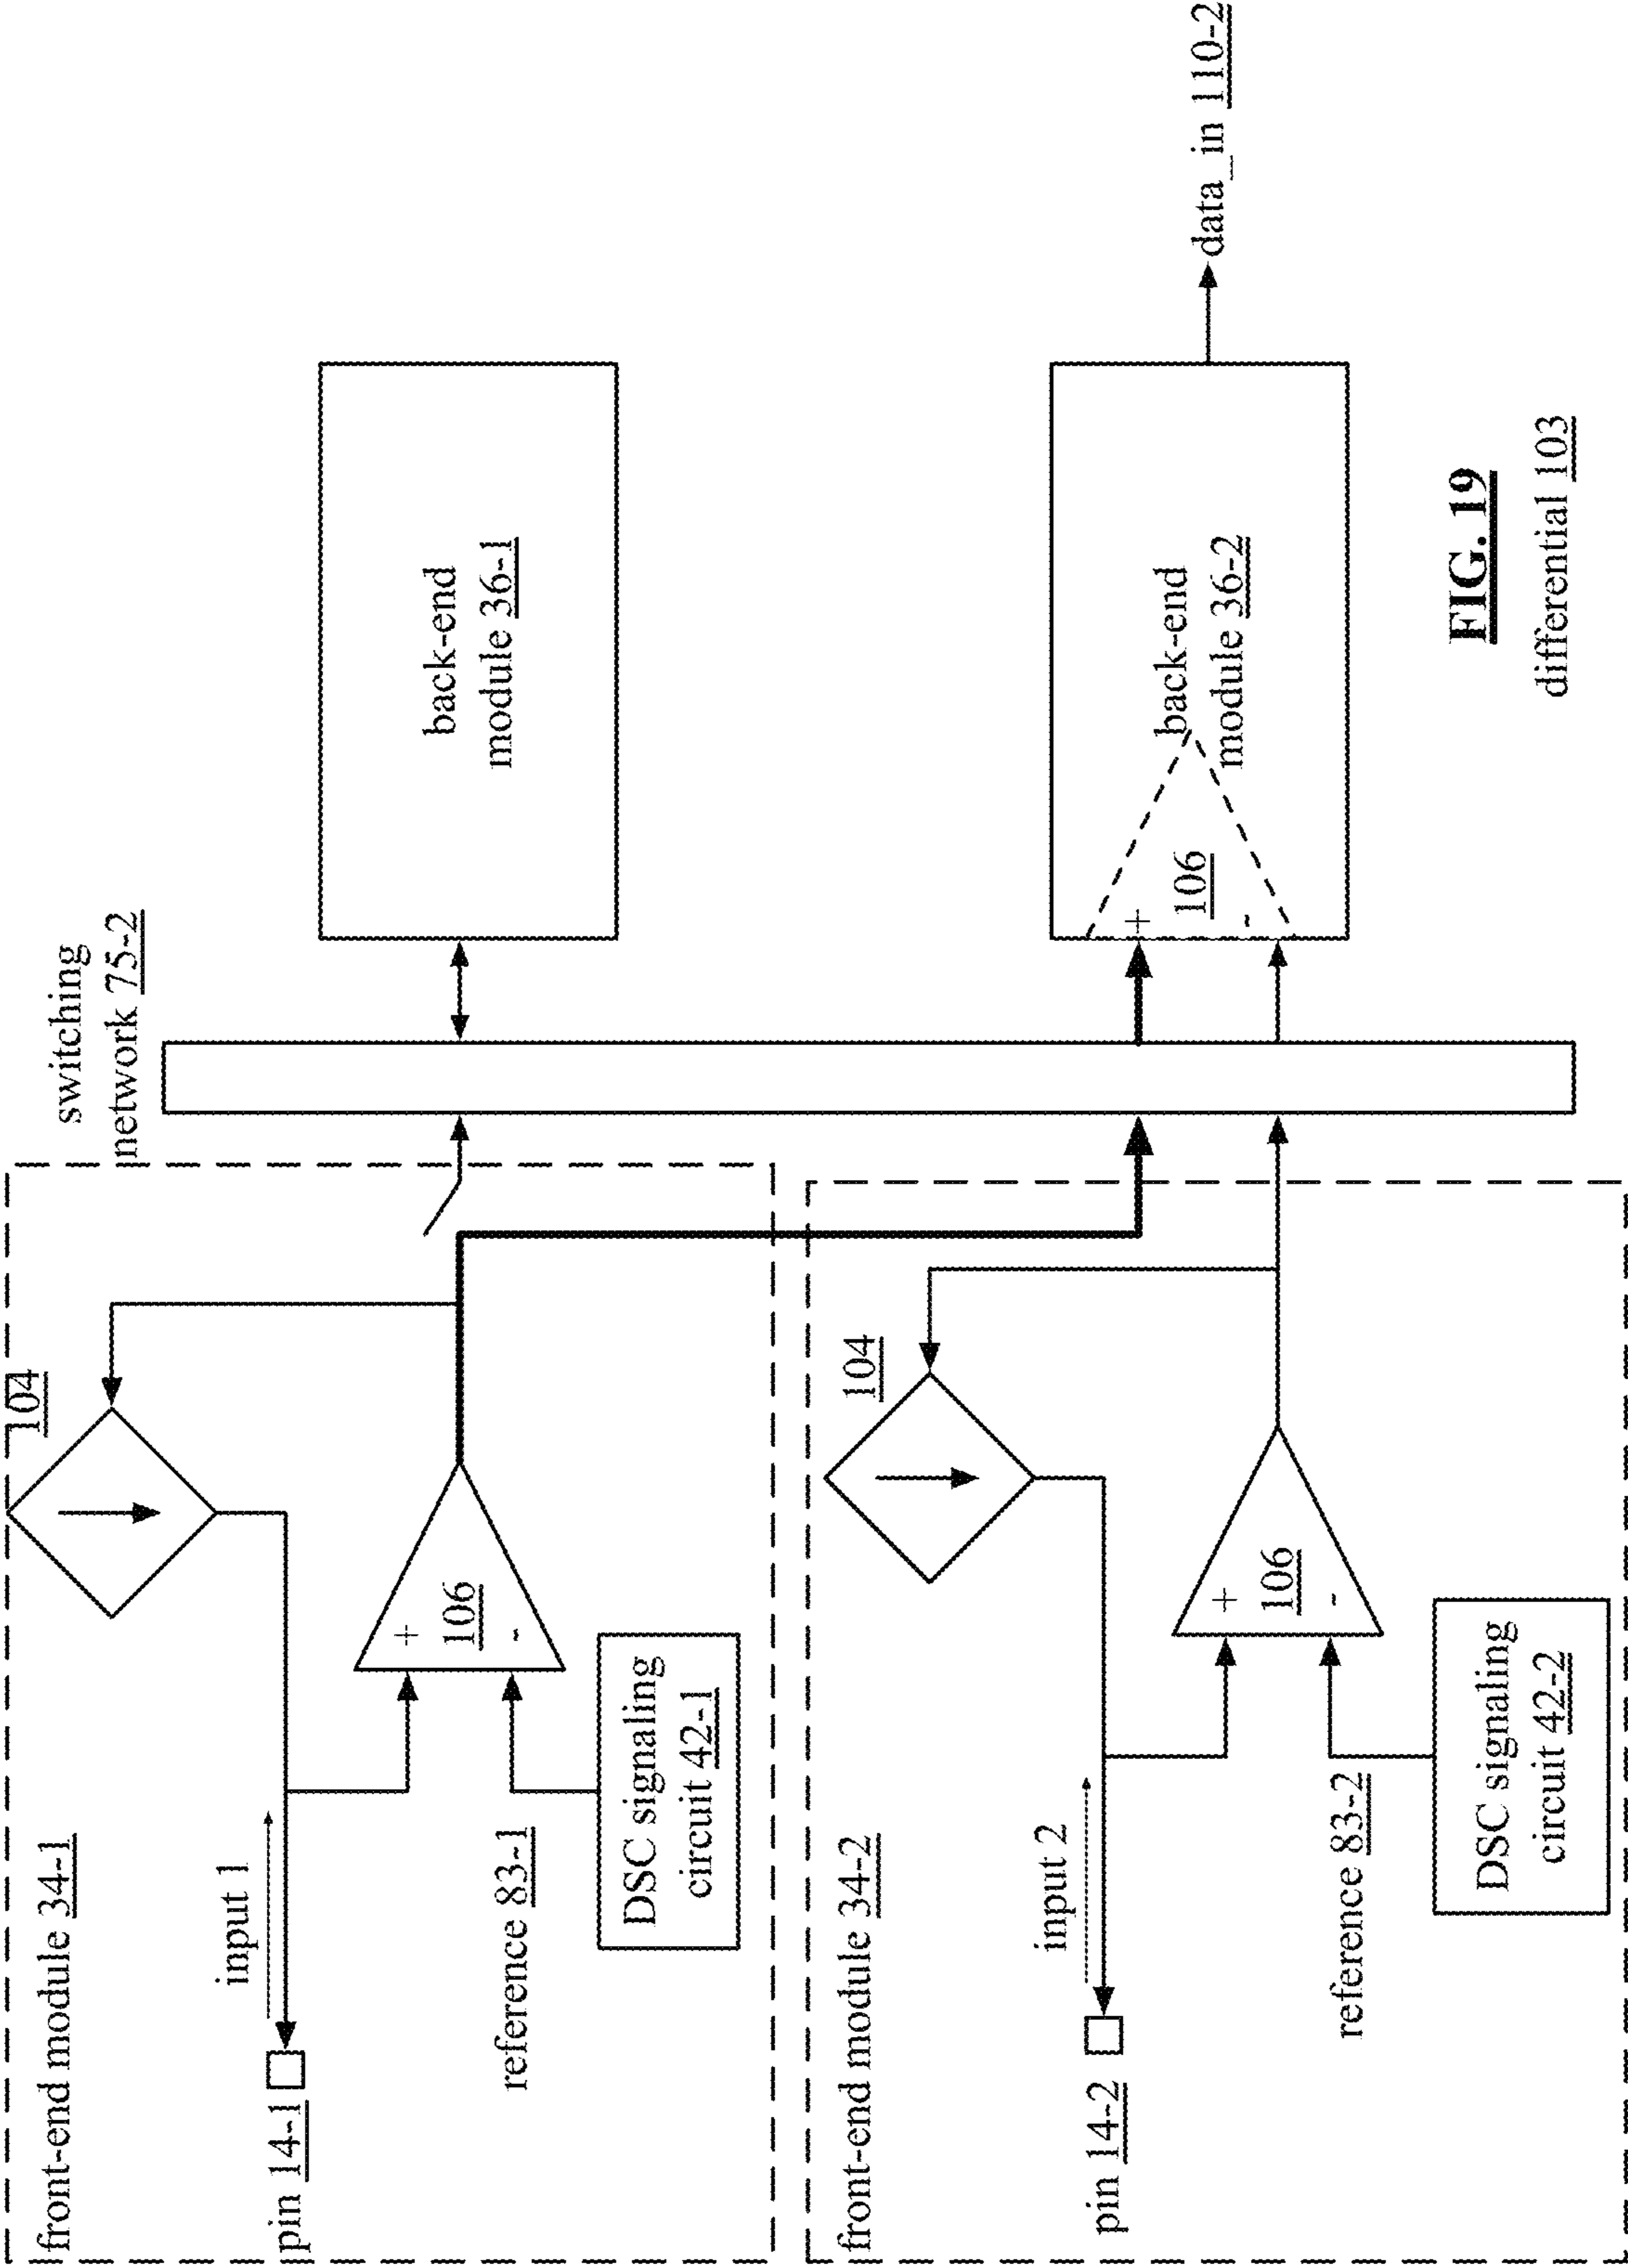 front-end module 34-1
104
pin 14-1
input 1
+
106
-
reference 83-1
DSC signaling
circuit 42-1
switching
network 75-2
back-end
module 36-1
front-end module 34-2
104
pin 14-2
input 2
+
106
-
reference 83-2
DSC signaling
circuit 42-2
+
106
-
back-end
module 36-2
data_in 110-2
FIG. 19
differential 103